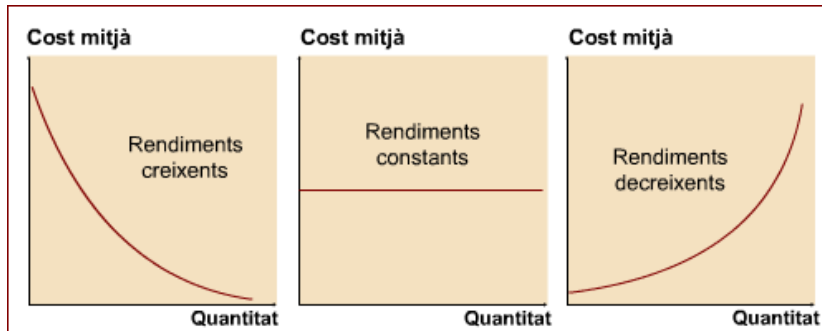 Cost mitjà
Rendiments
creixents
Quantitat
Cost mitjà
Rendiments
constants
Quantitat
Cost mitjà
Rendiments
decreixents
Quantitat